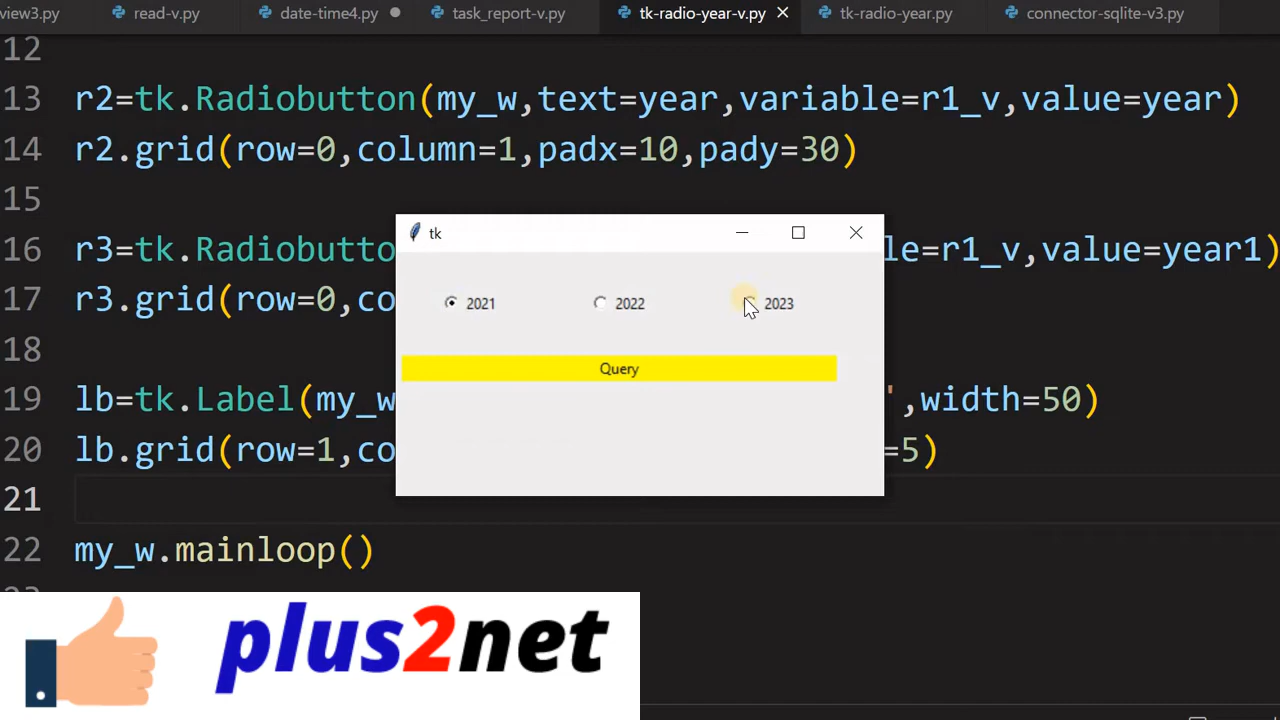 view3.py read-v.py date-time4.py task_report-v.py tk-radio-year-v.py tk-radio-year.py connector-sqlite-v3.py
12
13 r2=tk.Radiobutton(my_w,text=year,variable=r1_v,value=year)
14 r2.grid(row=0,column=1,padx=10,pady=30)
15
16 r3=tk.Radiobutto le=r1_v,value=year1)
17 r3.grid(row=0,co
18
19 lb=tk.Label(my_w ',width=50)
20 lb.grid(row=1,co =5)
21
22 my_w.mainloop()
tk
2021 2022 2023
Query
plus2net